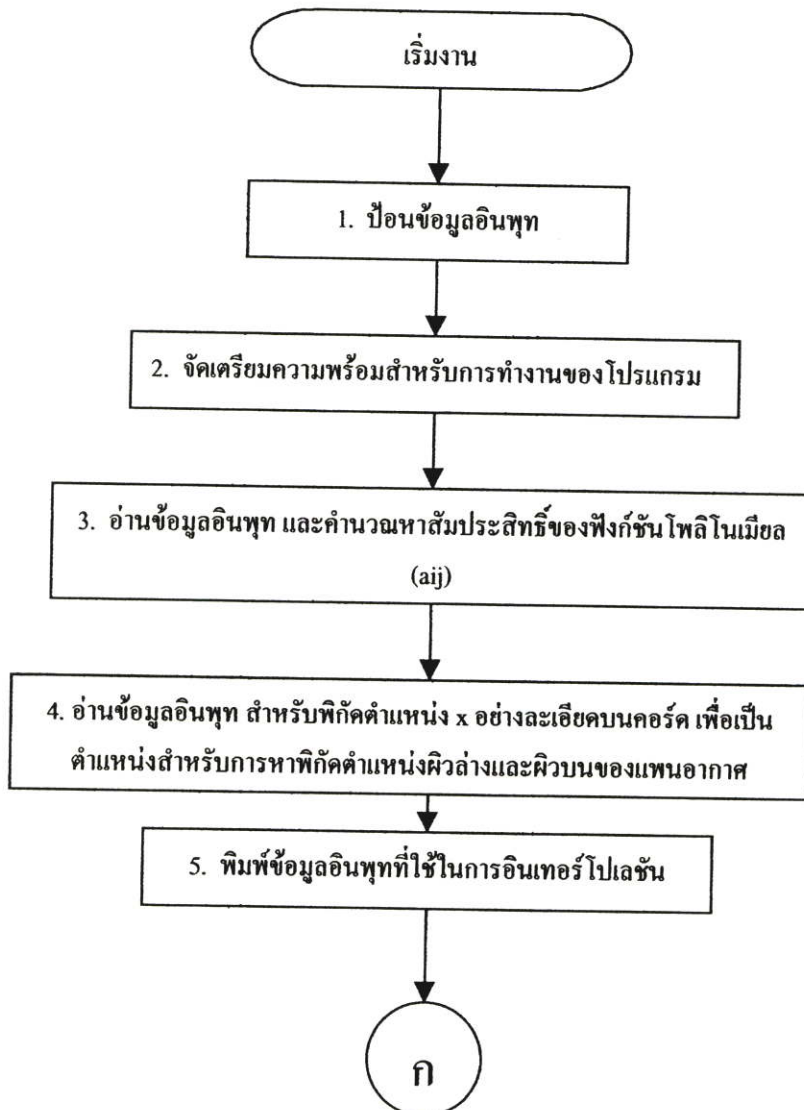 เริ่มงาน
1. ป้อนข้อมูลอินพุท
2. จัดเตรียมความพร้อมสำหรับการทำงานของโปรแกรม
3. อ่านข้อมูลอินพุท และคำนวณหาสัมประสิทธิ์ของฟังก์ชันโพลิโนเมียล
(aij)
4. อ่านข้อมูลอินพุท สำหรับพิกัดตำแหน่ง x อย่างละเอียดบนคอร์ด เพื่อเป็น
ตำแหน่งสำหรับการหาพิกัดตำแหน่งผิวล่างและผิวบนของแพนอากาศ
5. พิมพ์ข้อมูลอินพุทที่ใช้ในการอินเทอร์โปเลชัน
ก